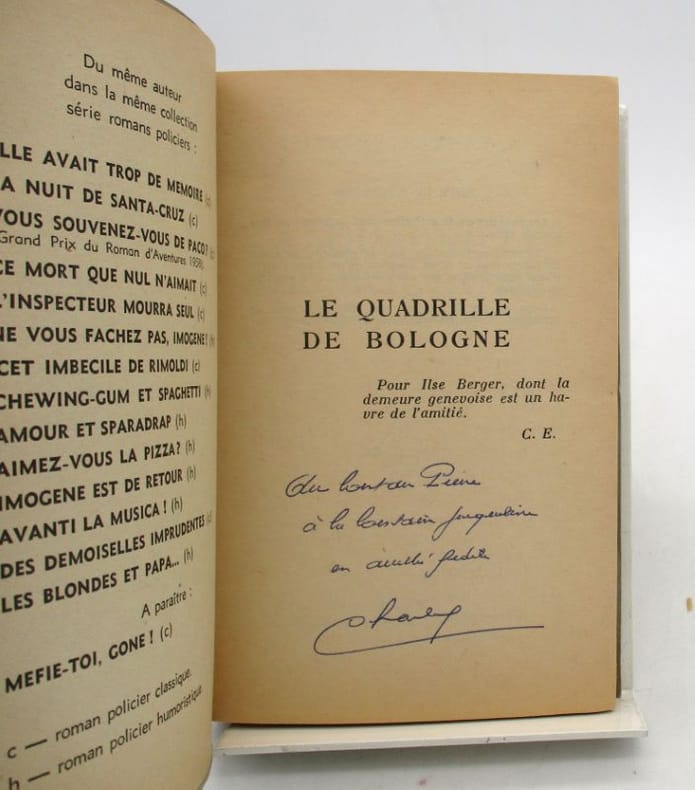 Du même auteur
dans la même collection
série romans policiers :
LLE AVAIT TROP DE MEMOIRE (c)
A NUIT DE SANTA-CRUZ (c)
VOUS SOUVENEZ-VOUS DE PACO? (c)
Grand Prix du Roman d'Aventures 1958).
CE MORT QUE NUL N'AIMAIT (c)
L'INSPECTEUR MOURRA SEUL (c)
NE VOUS FACHEZ PAS, IMOGENE! (h)
CET IMBECILE DE RIMOLDI (c)
CHEWING-GUM ET SPAGHETTI (h)
AMOUR ET SPARADRAP (h)
AIMEZ-VOUS LA PIZZA? (h)
IMOGENE EST DE RETOUR (h)
AVANTI LA MUSICA ! (h)
DES DEMOISELLES IMPRUDENTES
LES BLONDES ET PAPA... (h)
A paraître :
MEFIE-TOI, GONE ! (c)
c — roman policier classique.
h — roman policier humoristique.
LE QUADRILLE
DE BOLOGNE
Pour Ilse Berger, dont la
demeure genevoise est un ha-
vre de l'amitié.
C. E.
du Pierre
à la
en